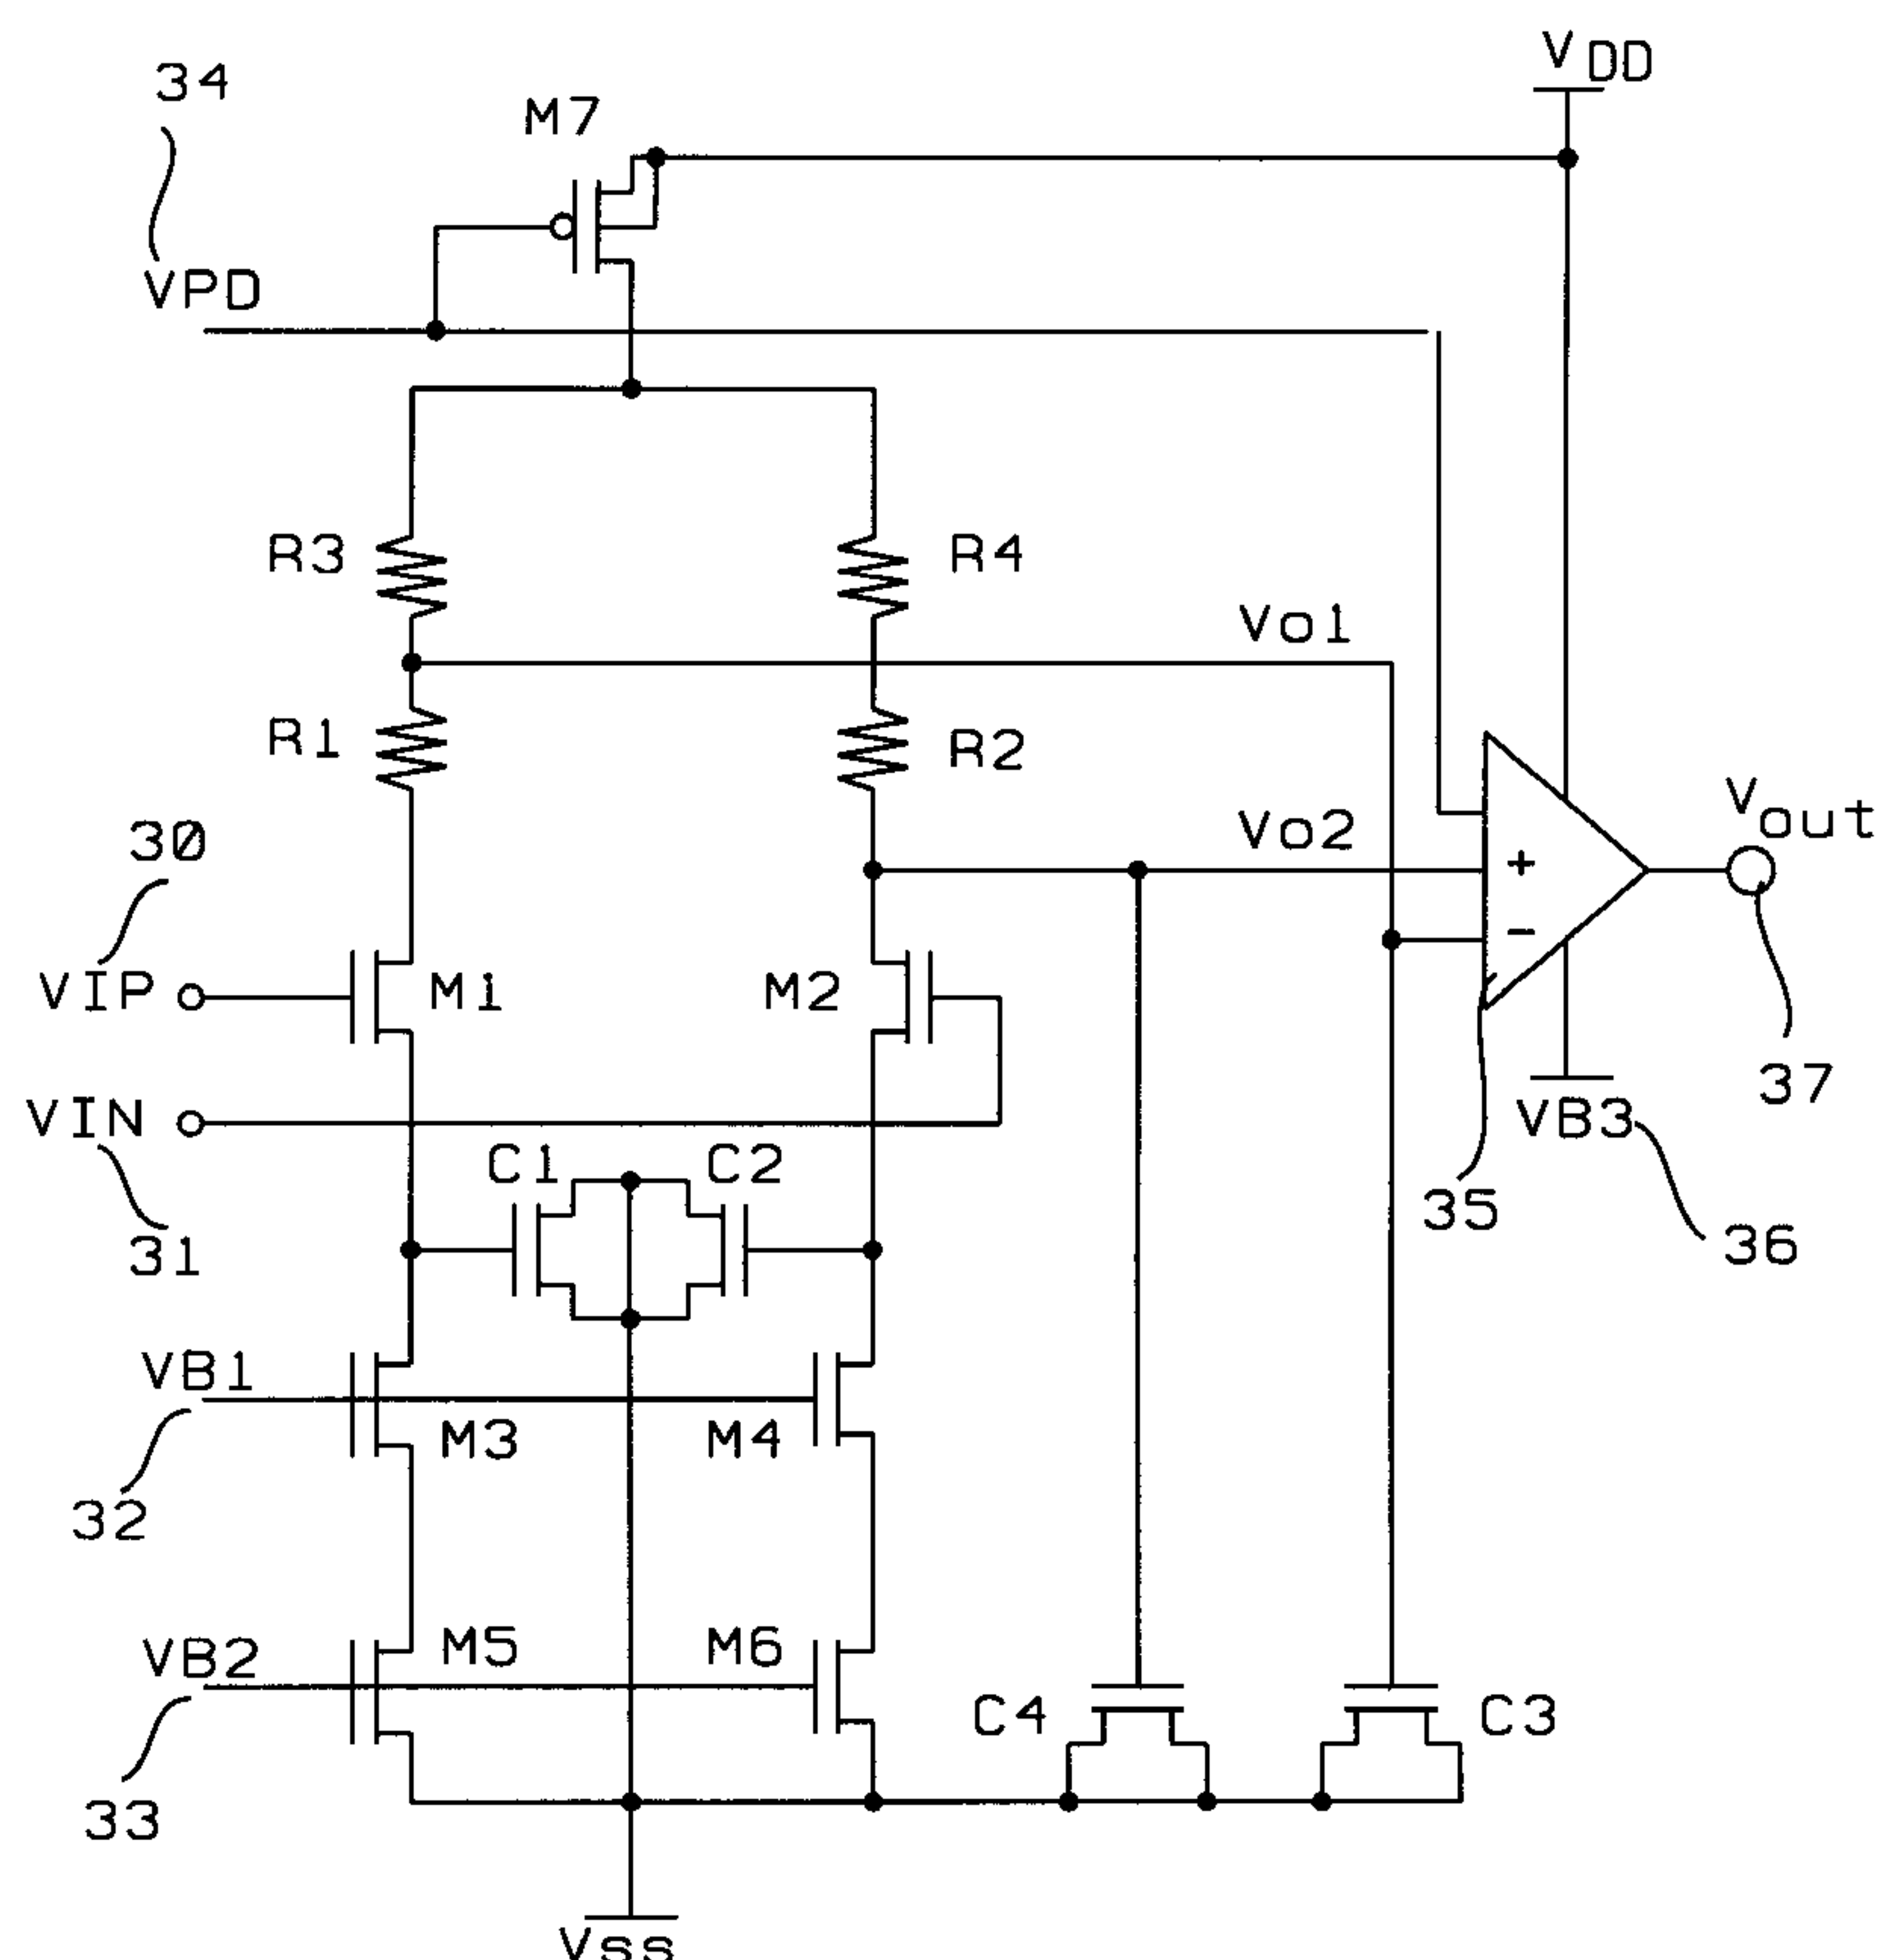 VDD
34
M7
VPD
R3
R4
Vo1
R1
R2
Vout
30
Vo2
+
VIP
M1
M2
-
37
VIN
VB3
C1
C2
35
31
36
VB1
M3
M4
32
VB2
M5
M6
C4
C3
33
Vss